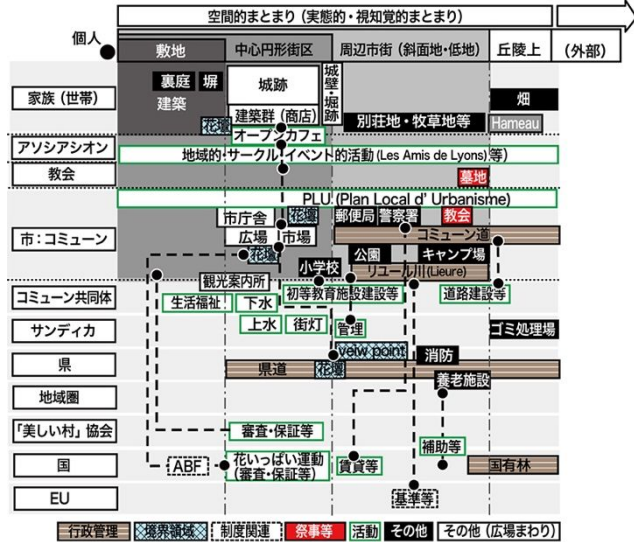 空間的まとまり（実態的・視知覚的まとまり）
個人
敷地
中心円形街区
周辺市街（斜面地・低地）
丘陵上
（外部）
家族（世帯）
裏庭
塀
建築
花壇
城跡
建築群（商店）
オープンカフェ
城壁・堀跡
別荘地・牧草地等
畑
Hameau
アソシアシオン
地域的・サークル・イベント的活動 (Les Amis de Lyons) 等
教会
墓地
PLU (Plan Local d' Urbanisme)
市：コミューン
市庁舎
花壇
郵便局
警察署
教会
広場
市場
コミューン道
花壇
公園
キャンプ場
小学校
リユール川(Lieure)
観光案内所
コミューン共同体
生活福祉
下水
初等教育施設建設等
道路建設等
サンディカ
上水
街灯
管理
ゴミ処理場
県
veiw point
消防
県道
花壇
養老施設
地域圏
「美しい村」協会
審査・保証等
補助等
国
ABF
花いっぱい運動
（審査・保証等）
賃貸等
国有林
EU
基準等
行政管理
境界領域
制度関連
祭事等
活動
その他
その他（広場まわり）